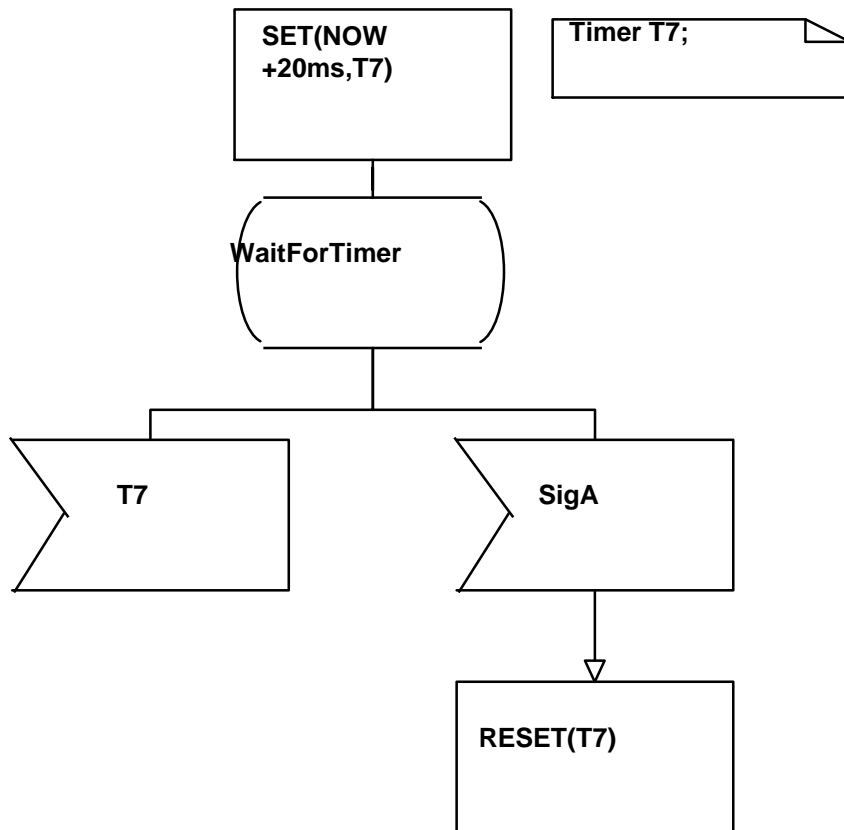 SET(NOW
+20ms,T7)
Timer T7;
WaitForTimer
T7
SigA
RESET(T7)